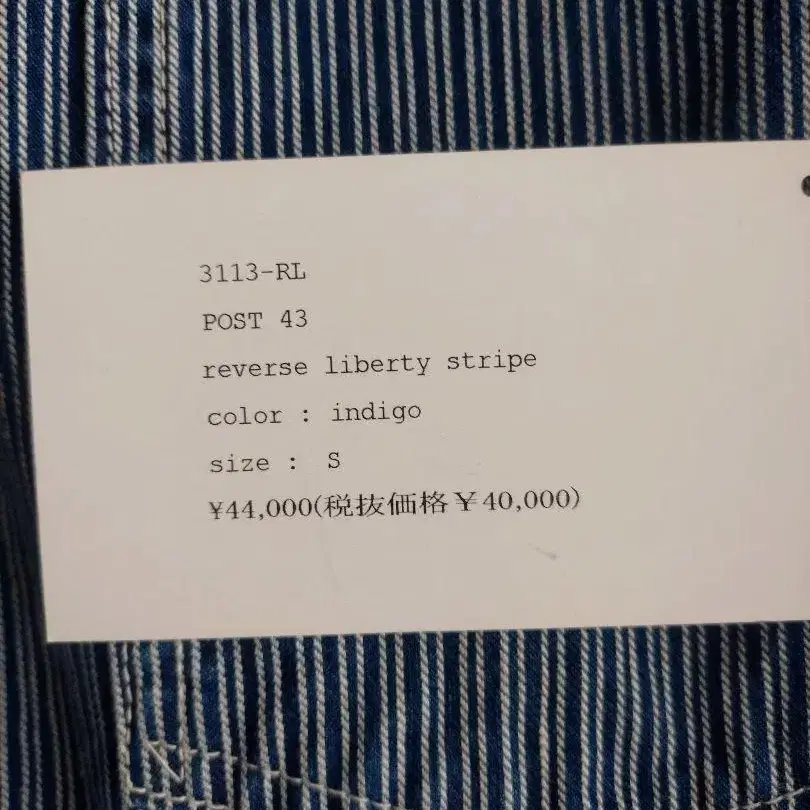 3113-RL
POST 43
reverse liberty stripe
color : indigo
size : S
¥44,000(税抜価格￥40,000)